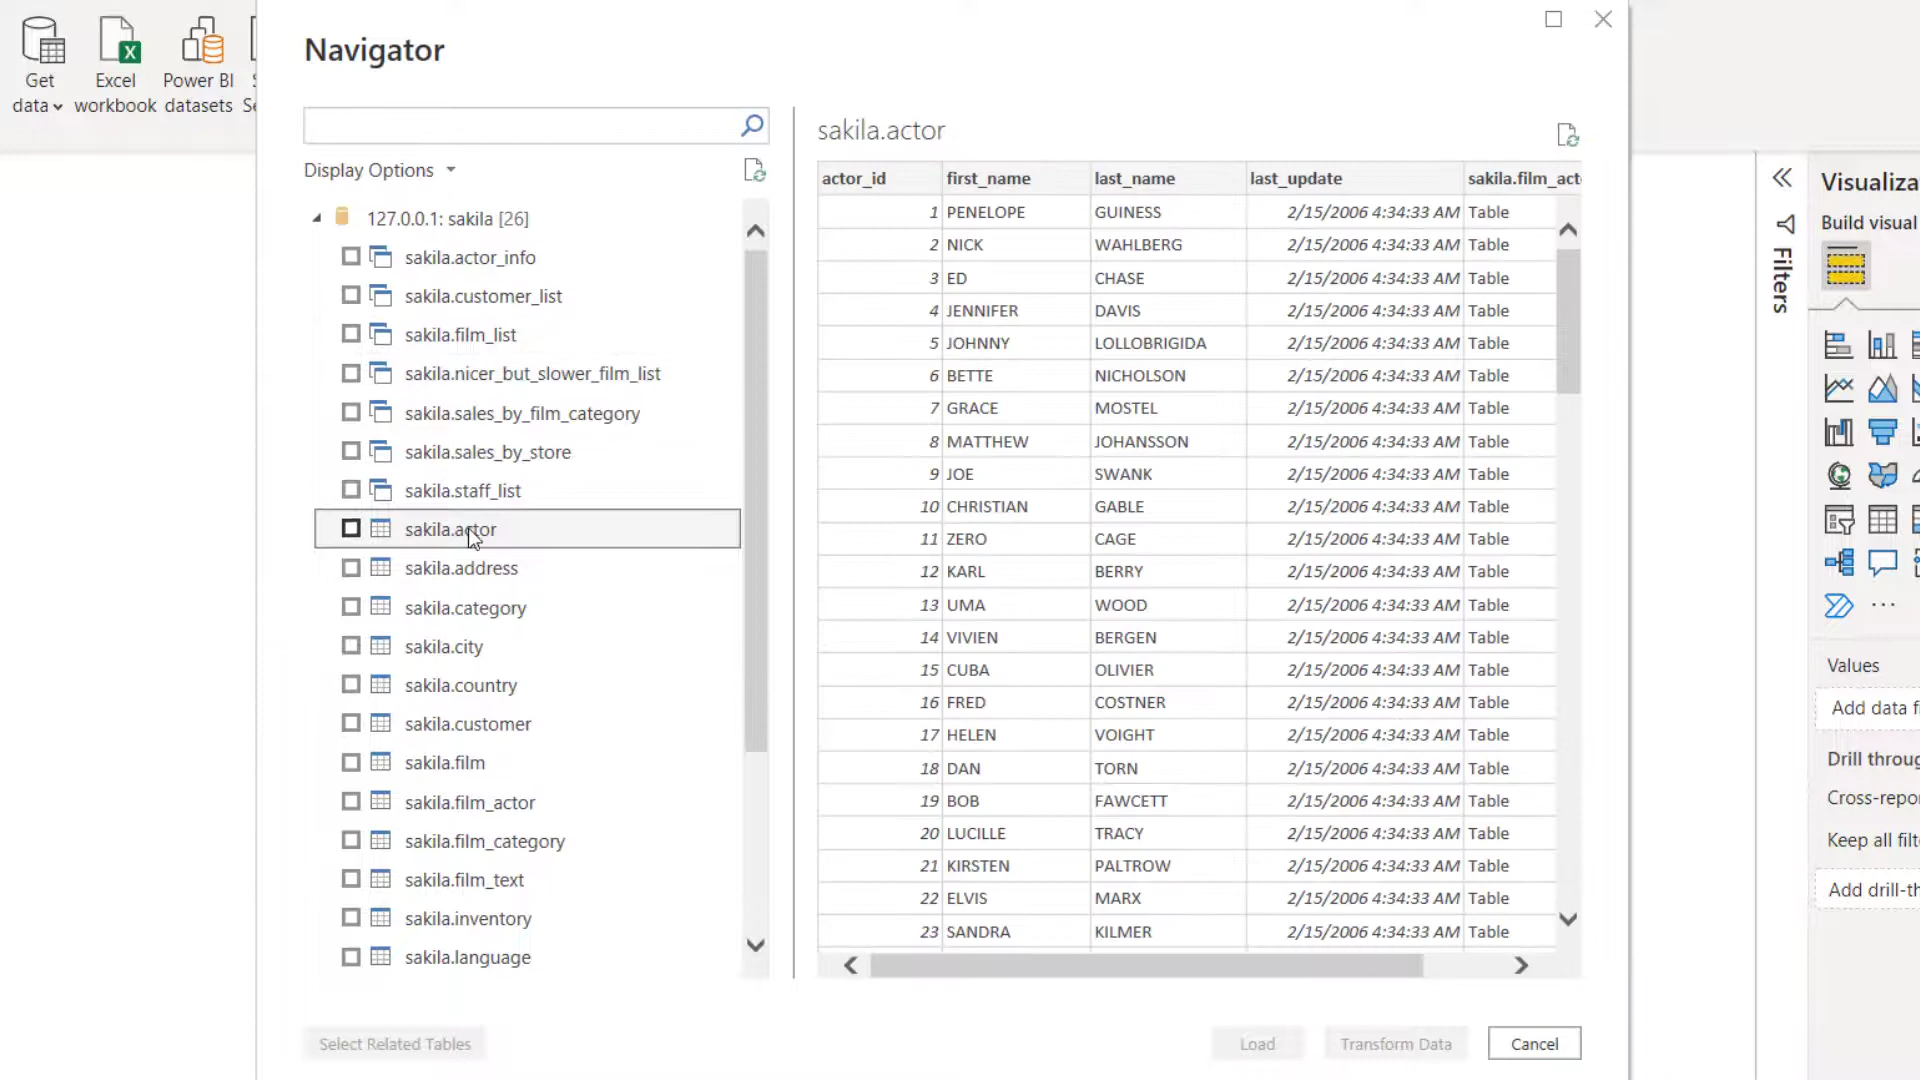 Get
data
Excel
workbook
Power BI
datasets
Navigator
Display Options
127.0.0.1: sakila [26]
sakila.actor_info
sakila.customer_list
sakila.film_list
sakila.nicer_but_slower_film_list
sakila.sales_by_film_category
sakila.sales_by_store
sakila.staff_list
sakila.actor
sakila.address
sakila.category
sakila.city
sakila.country
sakila.customer
sakila.film
sakila.film_actor
sakila.film_category
sakila.film_text
sakila.inventory
sakila.language
Select Related Tables
sakila.actor
actor_id first_name last_name last_update sakila.film_acto
1 PENELOPE GUINESS 2/15/2006 4:34:33 AM Table
2 NICK WAHLBERG 2/15/2006 4:34:33 AM Table
3 ED CHASE 2/15/2006 4:34:33 AM Table
4 JENNIFER DAVIS 2/15/2006 4:34:33 AM Table
5 JOHNNY LOLLOBRIGIDA 2/15/2006 4:34:33 AM Table
6 BETTE NICHOLSON 2/15/2006 4:34:33 AM Table
7 GRACE MOSTEL 2/15/2006 4:34:33 AM Table
8 MATTHEW JOHANSSON 2/15/2006 4:34:33 AM Table
9 JOE SWANK 2/15/2006 4:34:33 AM Table
10 CHRISTIAN GABLE 2/15/2006 4:34:33 AM Table
11 ZERO CAGE 2/15/2006 4:34:33 AM Table
12 KARL BERRY 2/15/2006 4:34:33 AM Table
13 UMA WOOD 2/15/2006 4:34:33 AM Table
14 VIVIEN BERGEN 2/15/2006 4:34:33 AM Table
15 CUBA OLIVIER 2/15/2006 4:34:33 AM Table
16 FRED COSTNER 2/15/2006 4:34:33 AM Table
17 HELEN VOIGHT 2/15/2006 4:34:33 AM Table
18 DAN TORN 2/15/2006 4:34:33 AM Table
19 BOB FAWCETT 2/15/2006 4:34:33 AM Table
20 LUCILLE TRACY 2/15/2006 4:34:33 AM Table
21 KIRSTEN PALTROW 2/15/2006 4:34:33 AM Table
22 ELVIS MARX 2/15/2006 4:34:33 AM Table
23 SANDRA KILMER 2/15/2006 4:34:33 AM Table
Load
Transform Data
Cancel
Filters
Visualiza
Build visual
Values
Add data fi
Drill throug
Cross-repo
Keep all filt
Add drill-th